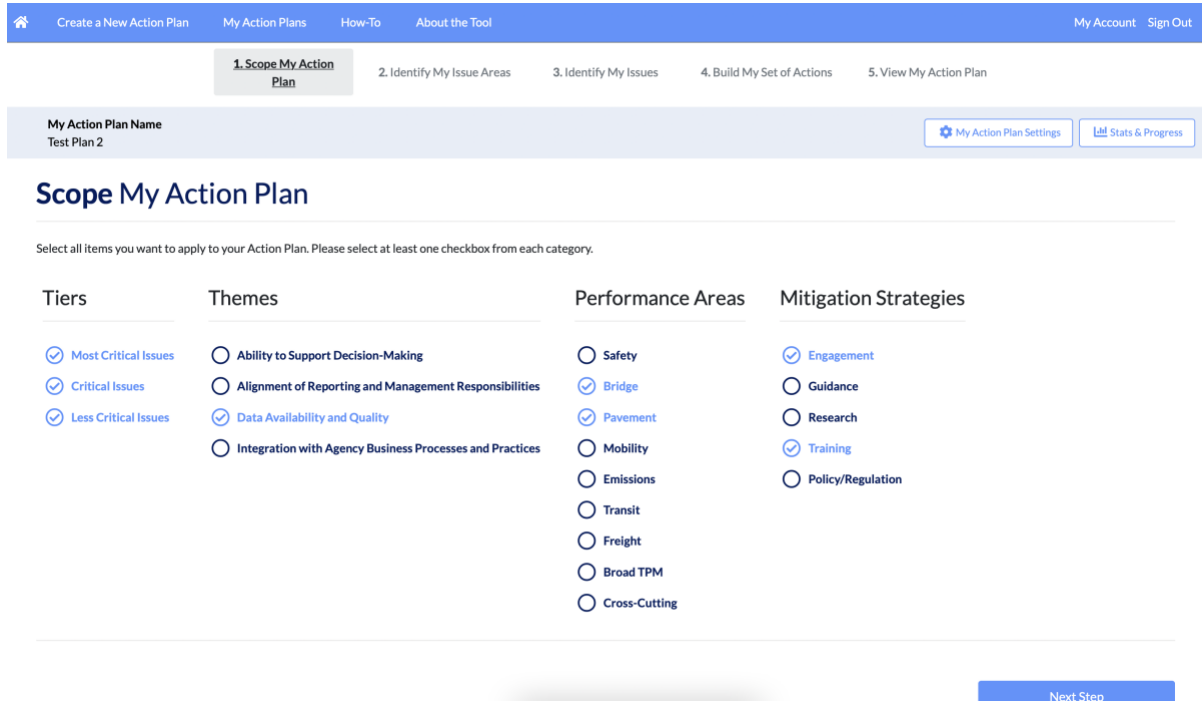 Create a New Action Plan My Action Plans How-To About the Tool My Account Sign Out
1. Scope My Action
Plan
2. Identify My Issue Areas 3. Identify My Issues 4. Build My Set of Actions 5. View My Action Plan
My Action Plan Name
Test Plan 2
My Action Plan Settings Stats & Progress
Scope My Action Plan
Select all items you want to apply to your Action Plan. Please select at least one checkbox from each category.
Tiers
Most Critical Issues
Critical Issues
Less Critical Issues
Themes
Ability to Support Decision-Making
Alignment of Reporting and Management Responsibilities
Data Availability and Quality
Integration with Agency Business Processes and Practices
Performance Areas
Safety
Bridge
Pavement
Mobility
Emissions
Transit
Freight
Broad TPM
Cross-Cutting
Mitigation Strategies
Engagement
Guidance
Research
Training
Policy/Regulation
Next Step